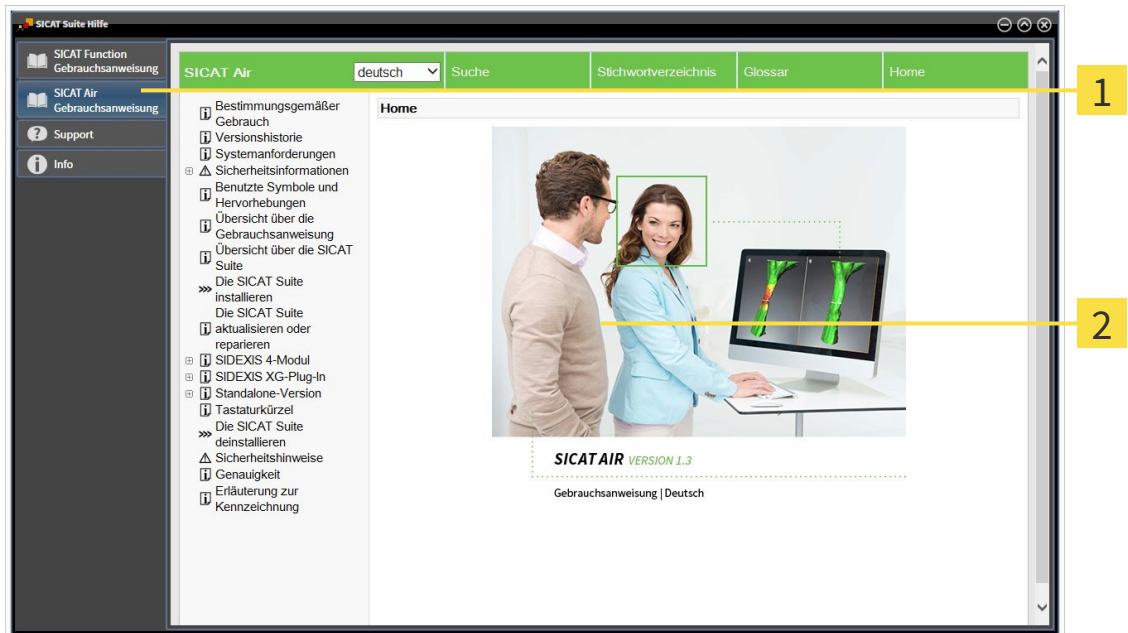 SICAT Suite Hilfe
SICAT Function
Gebrauchsanweisung
SICAT Air
Gebrauchsanweisung
Support
Info
SICAT Air
deutsch
Suche
Stichwortverzeichnis
Glossar
Home
Bestimmungsgemäßer
Gebrauch
Versionshistorie
Systemanforderungen
Sicherheitsinformationen
Benutzte Symbole und
Hervorhebungen
Übersicht über die
Gebrauchsanweisung
Übersicht über die SICAT
Suite
Die SICAT Suite
installieren
Die SICAT Suite
aktualisieren oder
reparieren
SIDEXIS 4-Modul
SIDEXIS XG-Plug-In
Standalone-Version
Tastaturkürzel
Die SICAT Suite
deinstallieren
Sicherheitshinweise
Genauigkeit
Erläuterung zur
Kennzeichnung
Home
SICAT AIR VERSION 1.3
Gebrauchsanweisung | Deutsch
1
2